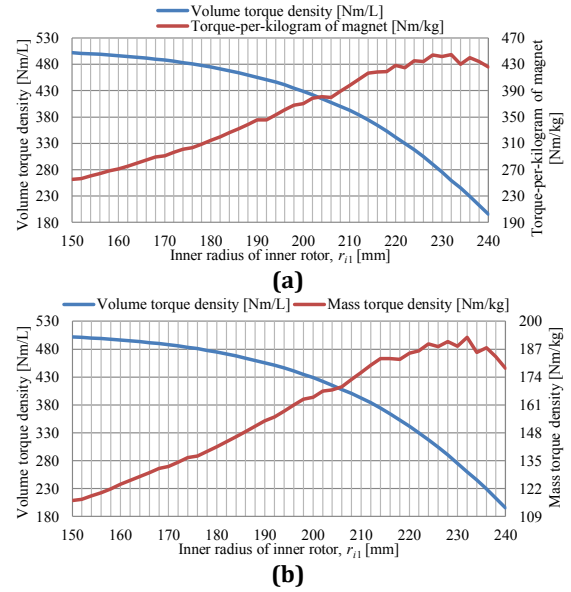 Volume torque density [Nm/L]
Torque-per-kilogram of magnet [Nm/kg]
Volume torque density [Nm/L]
530
480
430
380
330
280
230
180
470
430
390
350
310
270
230
190
Torque-per-kilogram of magnet
[Nm/kg]
150 160 170 180 190 200 210 220 230 240
Inner radius of inner rotor, ri1 [mm]
(a)
Volume torque density [Nm/L]
Mass torque density [Nm/kg]
Volume torque density [Nm/L]
530
480
430
380
330
280
230
180
200
187
174
161
148
135
122
109
Mass torque density [Nm/kg]
150 160 170 180 190 200 210 220 230 240
Inner radius of inner rotor, ri1 [mm]
(b)